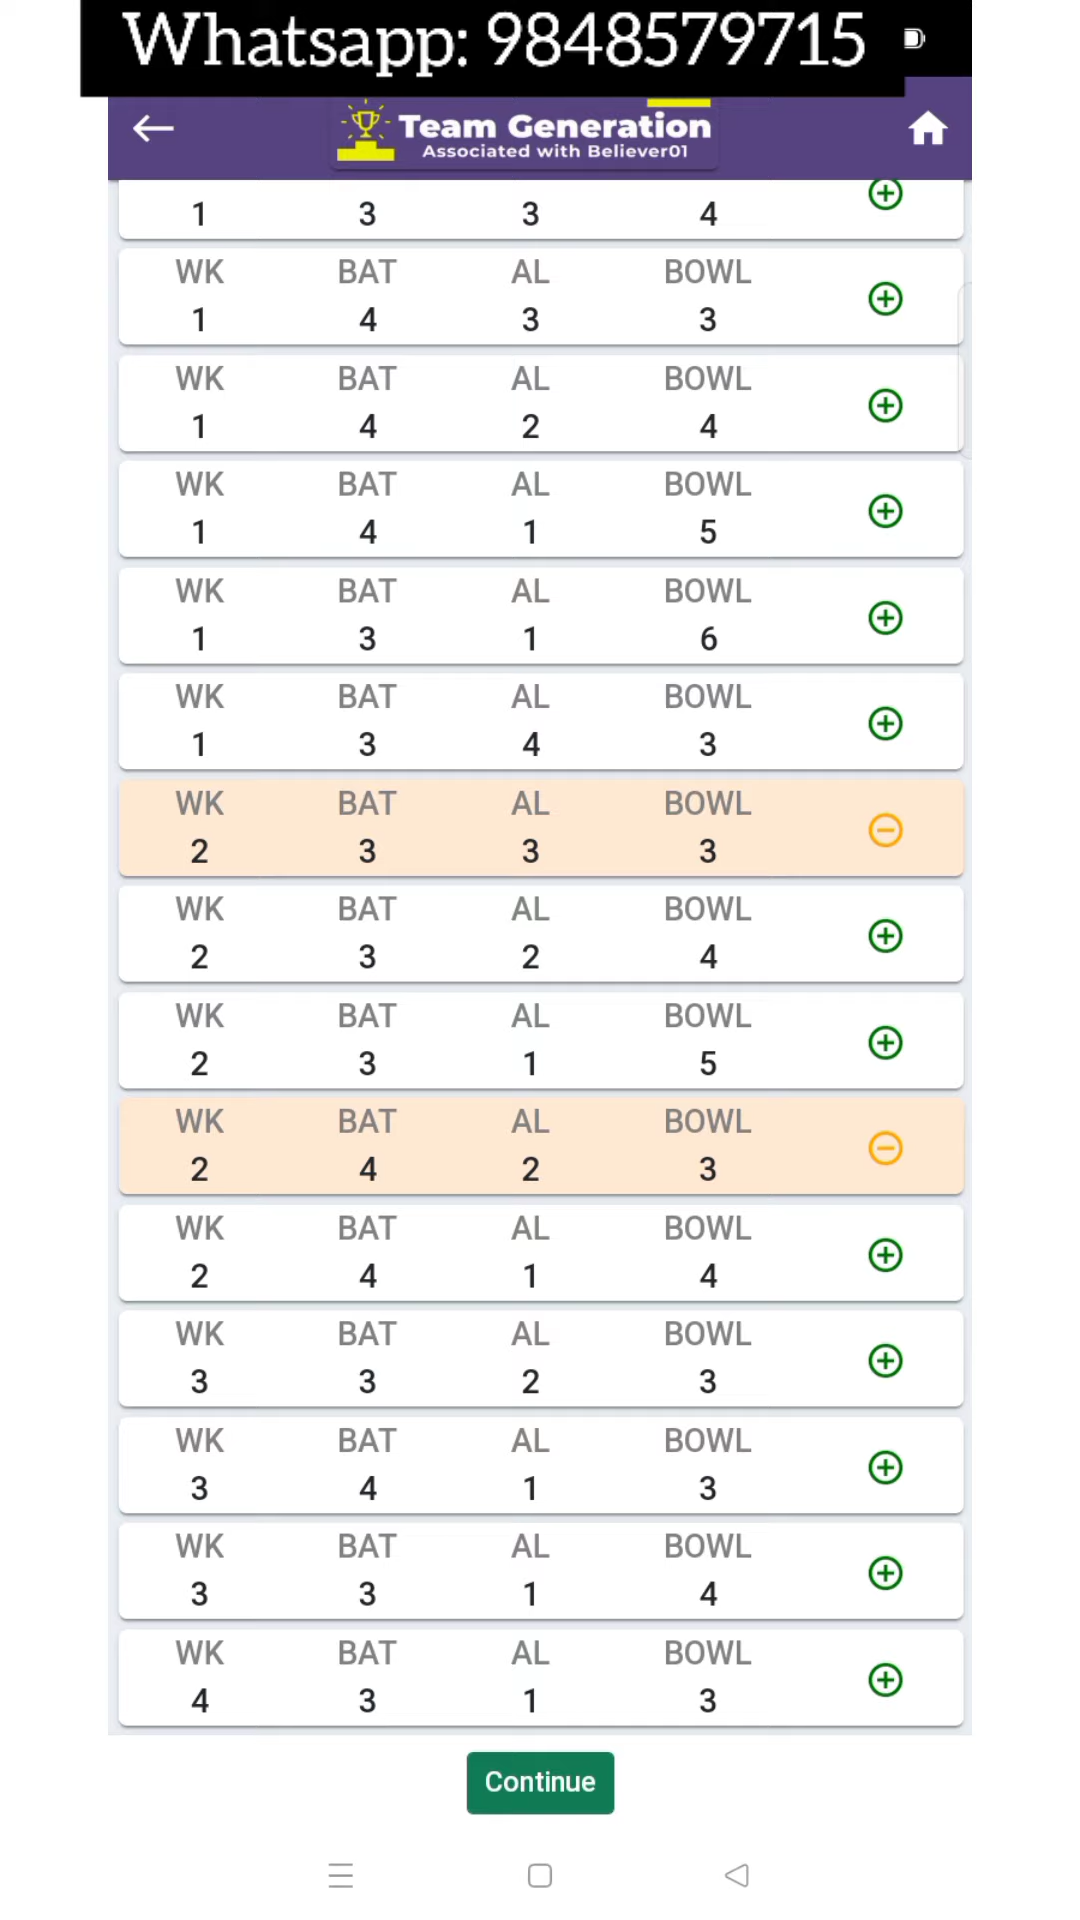 Whatsapp: 9848579715
Team Generation
Associated with Believer01
1 3 3 4
WK BAT AL BOWL
1 4 3 3
WK BAT AL BOWL
1 4 2 4
WK BAT AL BOWL
1 4 1 5
WK BAT AL BOWL
1 3 1 6
WK BAT AL BOWL
1 3 4 3
WK BAT AL BOWL
2 3 3 3
WK BAT AL BOWL
2 3 2 4
WK BAT AL BOWL
2 3 1 5
WK BAT AL BOWL
2 4 2 3
WK BAT AL BOWL
2 4 1 4
WK BAT AL BOWL
3 3 2 3
WK BAT AL BOWL
3 4 1 3
WK BAT AL BOWL
3 3 1 4
WK BAT AL BOWL
4 3 1 3
Continue